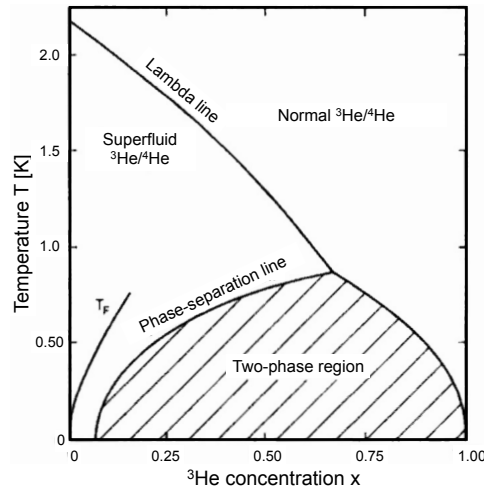 2.0
Lambda line
Normal ³He/⁴He
Superfluid
³He/⁴He
1.5
Temperature T [K]
1.0
Phase-separation line
T_F
0.50
Two-phase region
0
0 0.25 0.50 0.75 1.00
³He concentration x